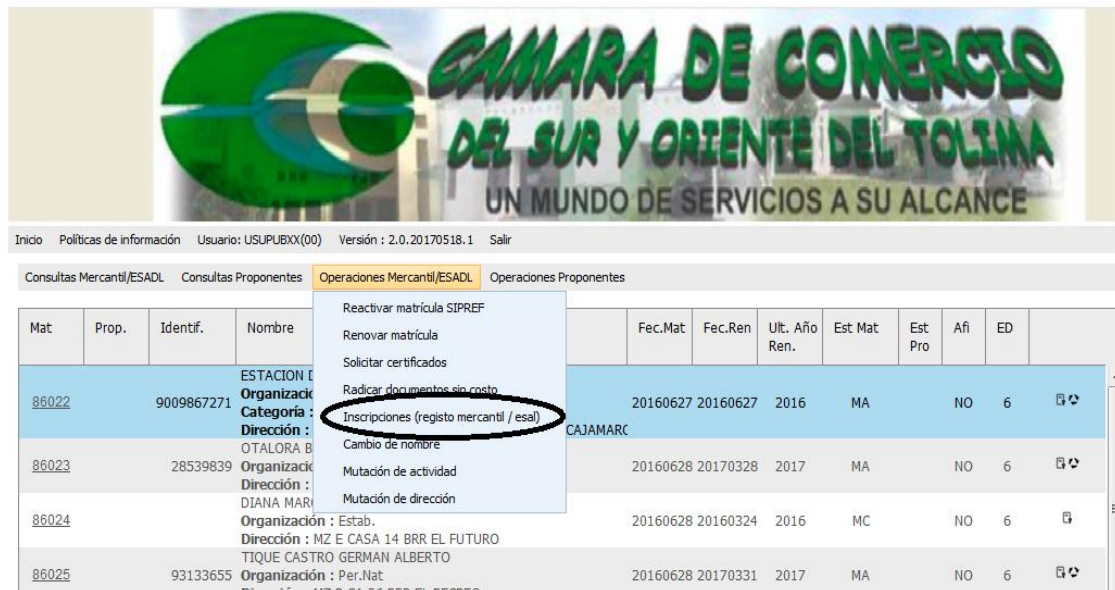 CAMARA DE COMERCIO
DEL SUR Y ORIENTE DEL TOLIMA
UN MUNDO DE SERVICIOS A SU ALCANCE
Inicio Políticas de información Usuario: USUPUBXX(00) Versión : 2.0.20170518.1 Salir
Consultas Mercantil/ESADL Consultas Proponentes Operaciones Mercantil/ESADL Operaciones Proponentes
Reactivar matrícula SIPREF
Renovar matrícula
Solicitar certificados
Radicar documentos sin costo
Inscripciones (registo mercantil / esal)
Cambio de nombre
Mutación de actividad
Mutación de dirección
Mat Prop. Identif. Nombre Fec.Mat Fec.Ren Ult. Año Ren. Est Mat Est Pro Afi ED
ESTACION
86022 9009867271 20160627 20160627 2016 MA NO 6
Categoría :
Dirección : CAJAMARC
OTALORA
86023 28539839 20160628 20170328 2017 MA NO 6
Dirección :
DIANA
86024 Organización : Estab. 20160628 20160324 2016 MC NO 6
Dirección : MZ E CASA 14 BRR EL FUTURO
TIQUE CASTRO GERMAN ALBERTO
86025 93133655 Organización : Per.Nat 20160628 20170331 2017 MA NO 6